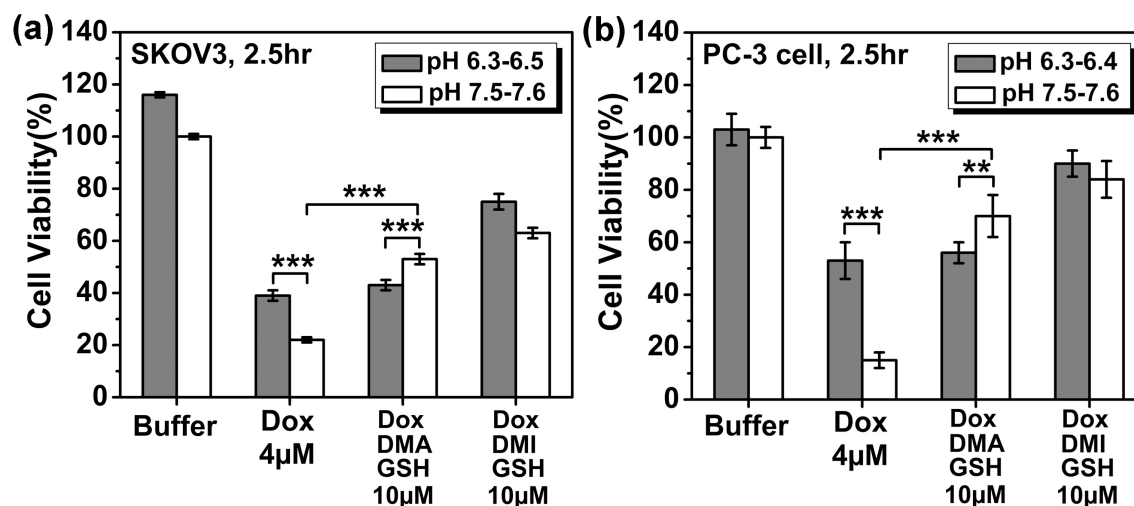 (a)
SKOV3, 2.5hr
pH 6.3-6.5
pH 7.5-7.6
Cell Viability(%)
140
120
100
80
60
40
20
0
***
***
***
Buffer
Dox
4µM
Dox
DMA
GSH
10µM
Dox
DMI
GSH
10µM
(b)
PC-3 cell, 2.5hr
pH 6.3-6.4
pH 7.5-7.6
Cell Viability(%)
140
120
100
80
60
40
20
0
***
***
**
Buffer
Dox
4µM
Dox
DMA
GSH
10µM
Dox
DMI
GSH
10µM